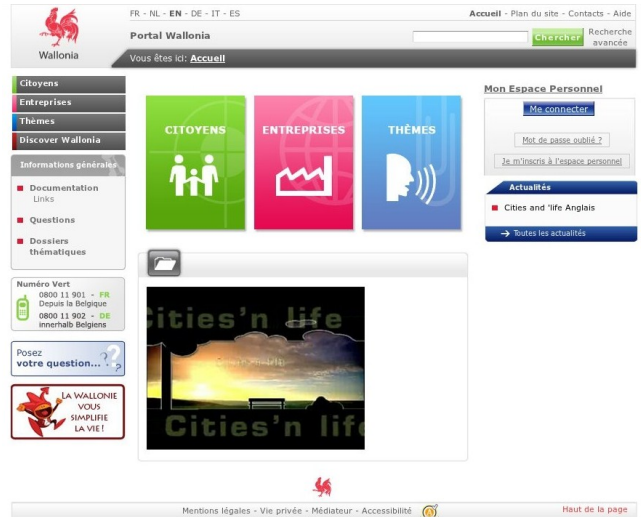 FR - NL - EN - DE - IT - ES
Accueil - Plan du site - Contacts - Aide
Portal Wallonia
Chercher
Recherche
avancée
Wallonia
Vous êtes ici: Accueil
Citoyens
Entreprises
Thèmes
Discover Wallonia
Informations générales
Documentation
Links
Questions
Dossiers
thématiques
Numéro Vert
0800 11 901 - FR
Depuis la Belgique
0800 11 902 - DE
innerhalb Belgiens
Posez
votre question...
LA WALLONIE
VOUS
SIMPLIFIE
LA VIE!
CITOYENS
ENTREPRISES
THÈMES
Cities'n life
Cities'n life
Mon Espace Personnel
Me connecter
Mot de passe oublié ?
Je m'inscris à l'espace personnel
Actualités
Cities and 'life Anglais
Toutes les actualités
Mentions légales - Vie privée - Médiateur - Accessibilité
Haut de la page